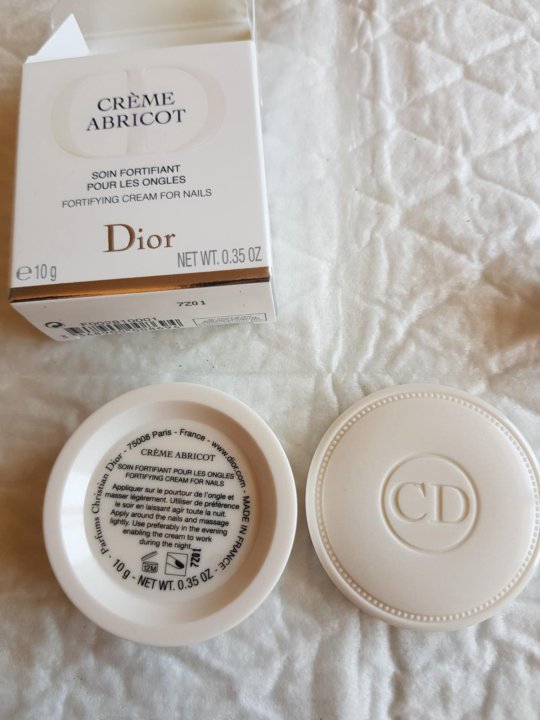 CRÈME
ABRICOT
SOIN FORTIFIANT
POUR LES ONGLES
FORTIFYING CREAM FOR NAILS
Dior
e 10 g
NET WT. 0.35 OZ
7Z01
Parfums Christian Dior - 75008 Paris - France - www.dior.com - MADE IN FRANCE
CRÈME ABRICOT
SOIN FORTIFIANT POUR LES ONGLES
FORTIFYING CREAM FOR NAILS
Appliquer sur le pourtour de l'ongle et
masser légèrement. Utiliser de préférence
le soir en laissant agir toute la nuit.
Apply around the nails and massage
lightly. Use preferably in the evening
enabling the cream to work
during the night.
12M
7Z01
10 g - NET WT. 0.35 OZ
CD